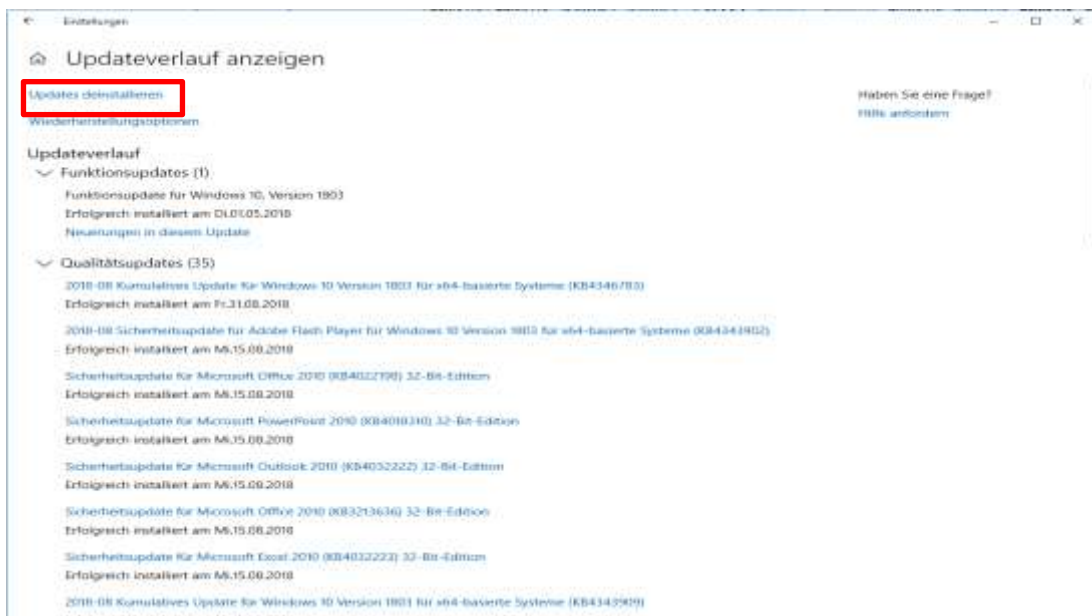 Einstellungen
Updateverlauf anzeigen
Updates deinstallieren
Wiederherstellungsoptionen
Haben Sie eine Frage?
Hilfe anfordern
Updateverlauf
Funktionsupdates (1)
Funktionsupdate für Windows 10, Version 1803
Erfolgreich installiert am Di.01.05.2018
Neuerungen in diesem Update
Qualitätsupdates (35)
2018-08 Kumulatives Update für Windows 10 Version 1803 für x64-basierte Systeme (KB4346783)
Erfolgreich installiert am Fr.31.08.2018
2018-08 Sicherheitsupdate für Adobe Flash Player für Windows 10 Version 1803 für x64-basierte Systeme (KB4343902)
Erfolgreich installiert am Mi.15.08.2018
Sicherheitsupdate für Microsoft Office 2010 (KB4022198) 32-Bit-Edition
Erfolgreich installiert am Mi.15.08.2018
Sicherheitsupdate für Microsoft PowerPoint 2010 (KB4018310) 32-Bit-Edition
Erfolgreich installiert am Mi.15.08.2018
Sicherheitsupdate für Microsoft Outlook 2010 (KB4032222) 32-Bit-Edition
Erfolgreich installiert am Mi.15.08.2018
Sicherheitsupdate für Microsoft Office 2010 (KB3213636) 32-Bit-Edition
Erfolgreich installiert am Mi.15.08.2018
Sicherheitsupdate für Microsoft Excel 2010 (KB4032223) 32-Bit-Edition
Erfolgreich installiert am Mi.15.08.2018
2018-08 Kumulatives Update für Windows 10 Version 1803 für x64-basierte Systeme (KB4343909)